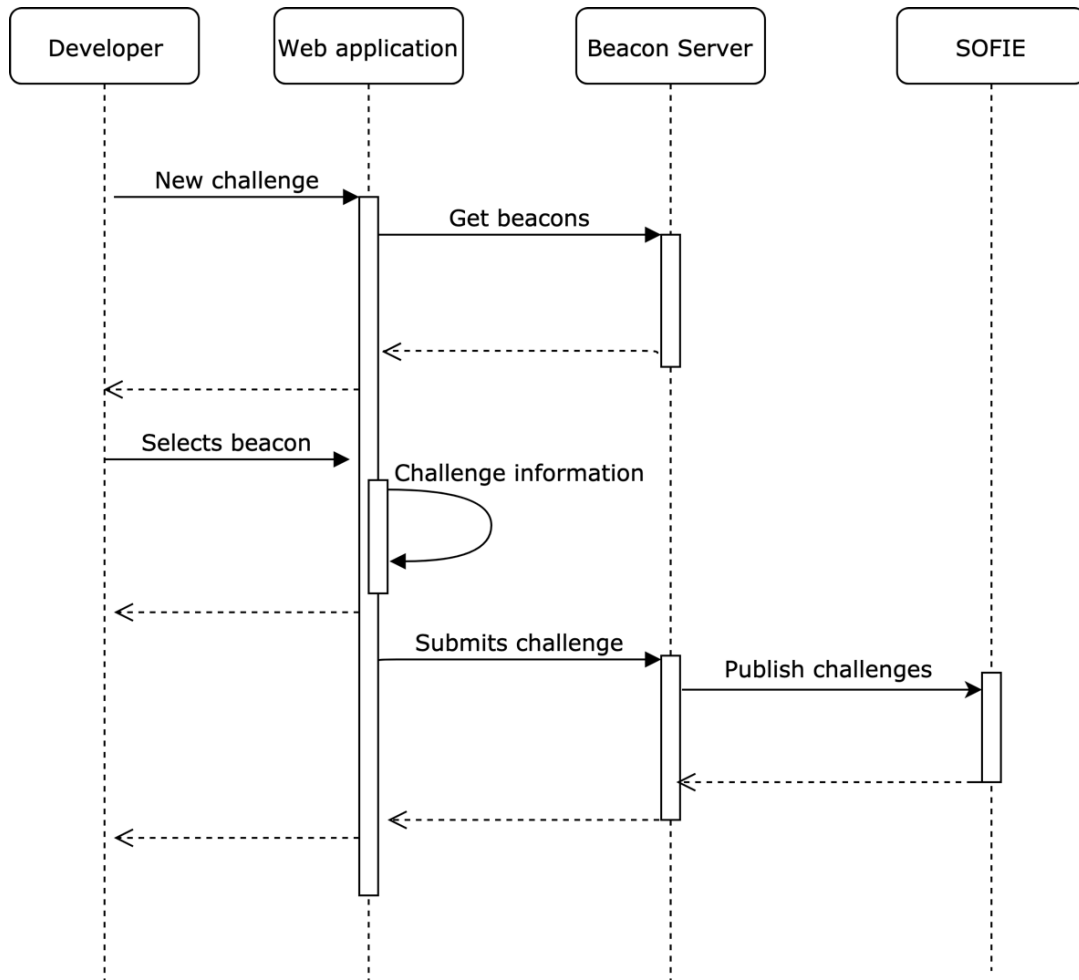 Developer
Web application
Beacon Server
SOFIE
New challenge
Get beacons
Selects beacon
Challenge information
Submits challenge
Publish challenges